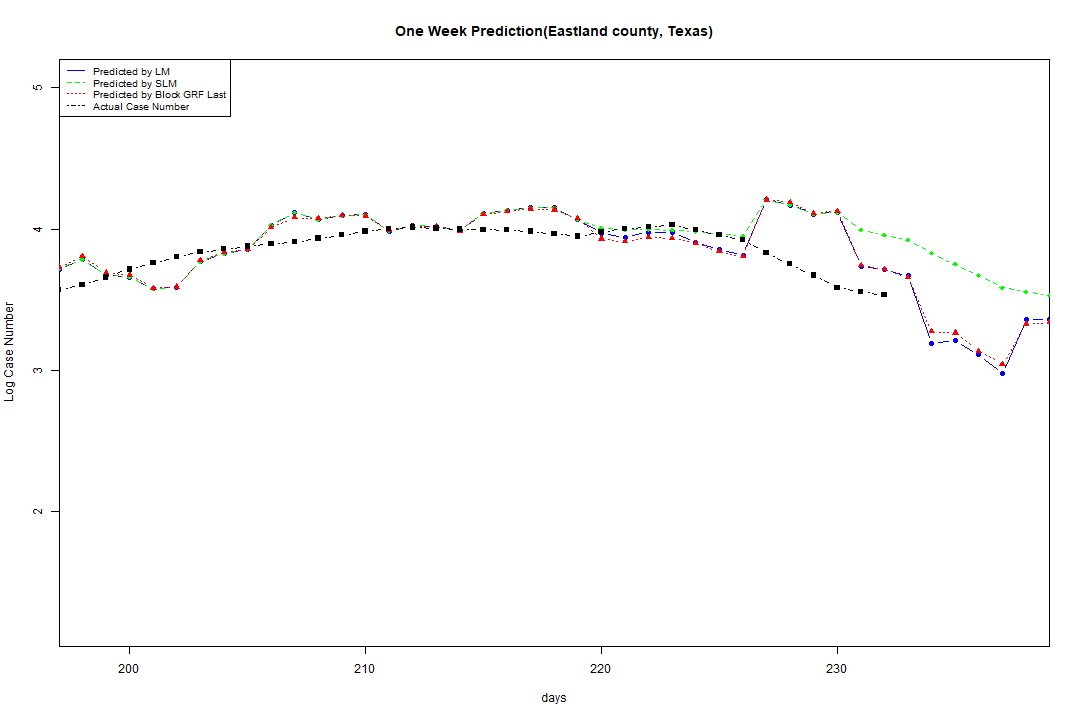 One Week Prediction(Eastland county, Texas)
Predicted by LM
Predicted by SLM
Predicted by Block GRF Last
Actual Case Number
5
4
3
2
Log Case Number
200 210 220 230
days